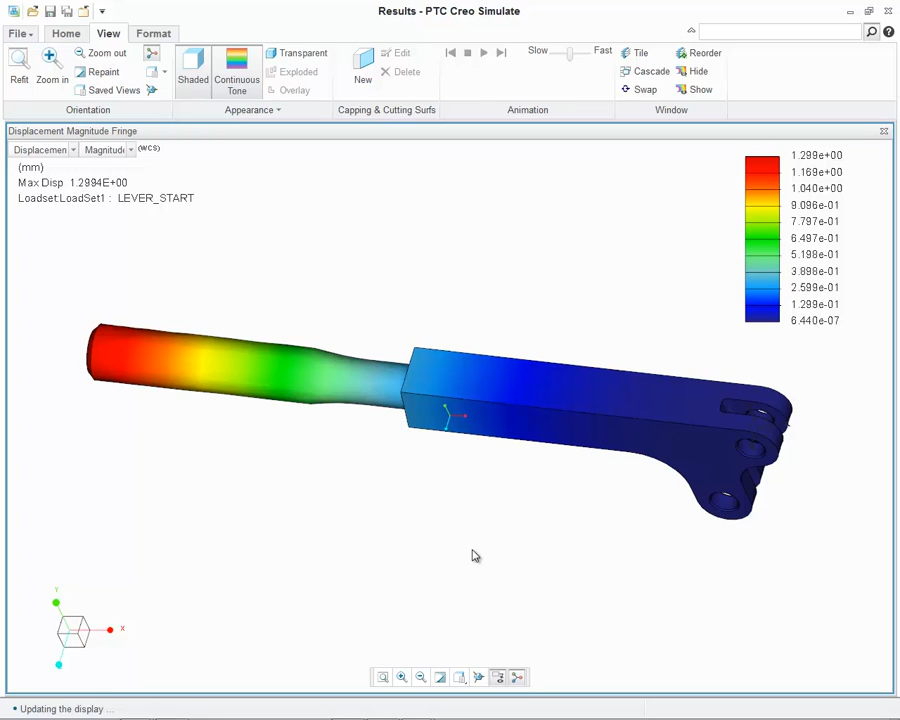 Results - PTC Creo Simulate
File
Home
View
Format
Refit
Zoom in
Zoom out
Repaint
Saved Views
Orientation
Shaded
Continuous
Tone
Transparent
Exploded
Overlay
Appearance
New
Edit
Delete
Capping & Cutting Surfs
Slow
Fast
Animation
Tile
Cascade
Swap
Reorder
Hide
Show
Window
Displacement Magnitude Fringe
Displacemen
Magnitude
(WCS)
(mm)
Max Disp 1.2994E+00
Loadset:LoadSet1 : LEVER_START
1.299e+00
1.169e+00
1.040e+00
9.096e-01
7.797e-01
6.497e-01
5.198e-01
3.898e-01
2.599e-01
1.299e-01
6.440e-07
Y
X
• Updating the display ...